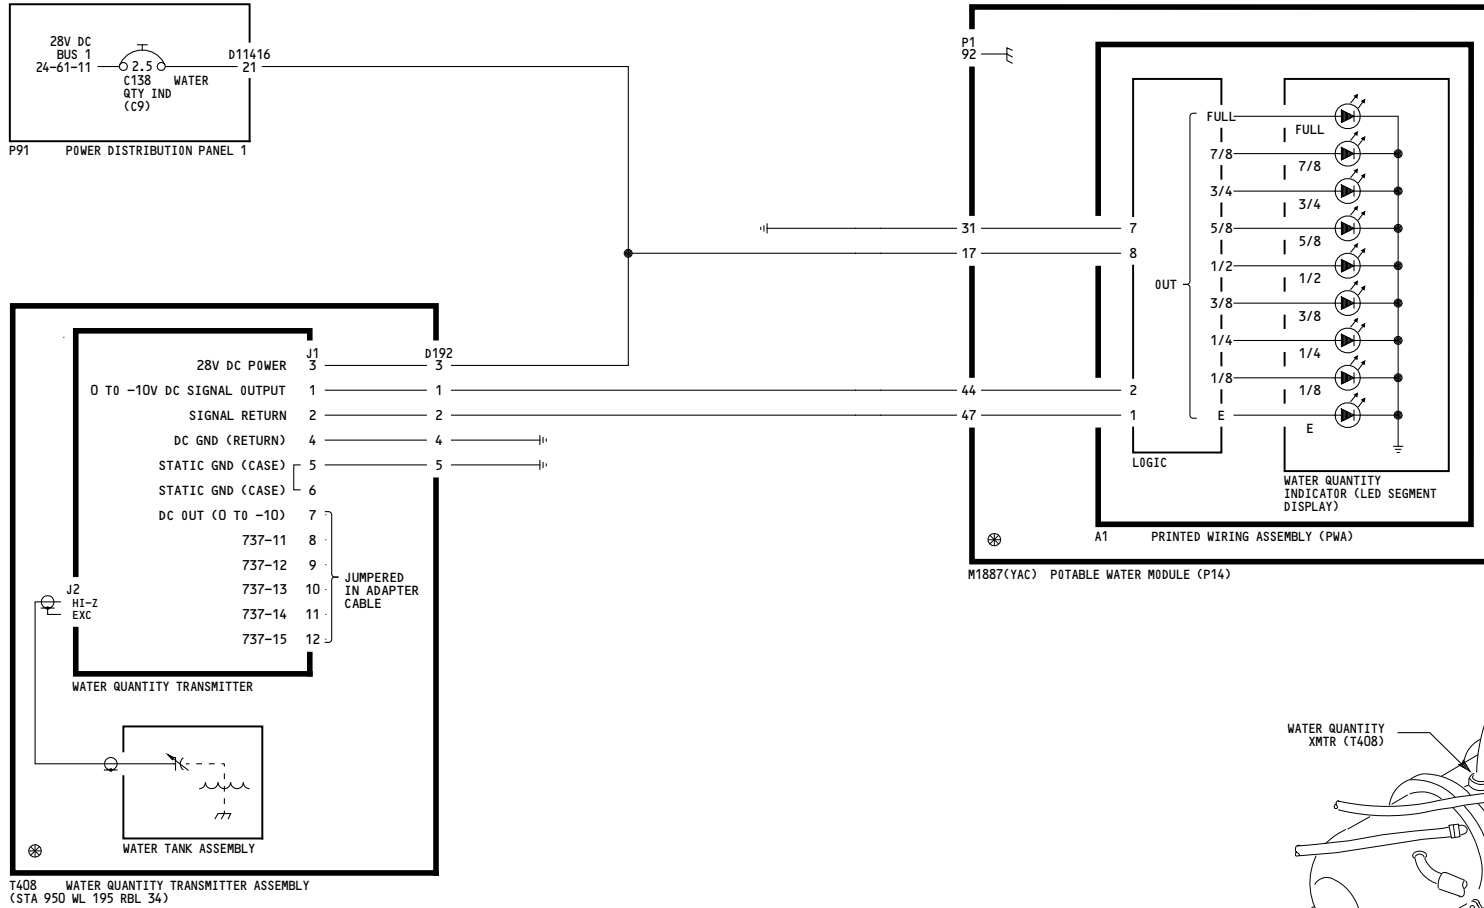 28V DC
BUS 1
24-61-11
2.5
C138 WATER
QTY IND
(C9)
D11416
21
P91 POWER DISTRIBUTION PANEL 1
P1
92
FULL
FULL
7/8
7/8
3/4
3/4
31
7
5/8
5/8
17
8
1/2
1/2
OUT
3/8
3/8
1/4
1/4
1/8
1/8
E
E
LOGIC
WATER QUANTITY
INDICATOR (LED SEGMENT
DISPLAY)
A1 PRINTED WIRING ASSEMBLY (PWA)
M1887(YAC) POTABLE WATER MODULE (P14)
J1
D192
28V DC POWER 3 3
0 TO -10V DC SIGNAL OUTPUT 1 1 44 2
SIGNAL RETURN 2 2 47 1
DC GND (RETURN) 4 4
STATIC GND (CASE) 5 5
STATIC GND (CASE) 6
DC OUT (0 TO -10) 7
737-11 8
737-12 9
737-13 10
737-14 11
737-15 12
JUMPERED
IN ADAPTER
CABLE
J2
HI-Z
EXC
WATER QUANTITY TRANSMITTER
WATER TANK ASSEMBLY
T408 WATER QUANTITY TRANSMITTER ASSEMBLY
(STA 950 WL 195 RBL 34)
WATER QUANTITY
XMTR (T408)